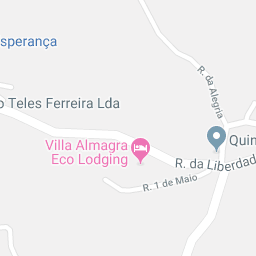 sperança
R. da Alegria
o Teles Ferreira Lda
Villa Almagra
Eco Lodging
Quin
R. da Liberdad
R. 1 de Maio